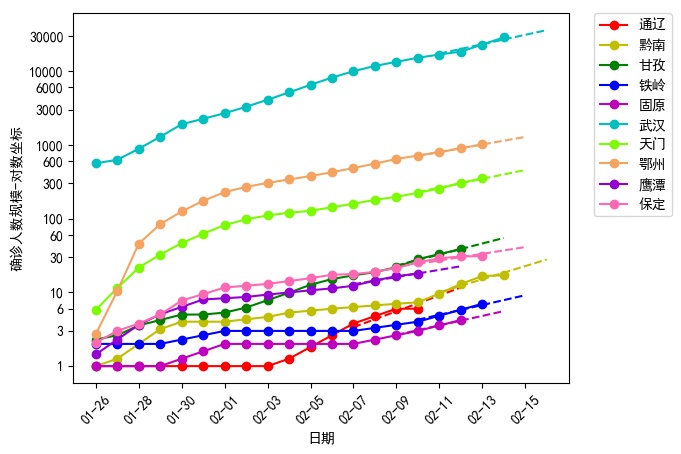 确诊人数规模-对数坐标
30000
10000
6000
3000
1000
600
300
100
60
30
10
6
3
1
01-26
01-28
01-30
02-01
02-03
02-05
02-07
02-09
02-11
02-13
02-15
日期
通辽
黔南
甘孜
铁岭
固原
武汉
天门
鄂州
鹰潭
保定